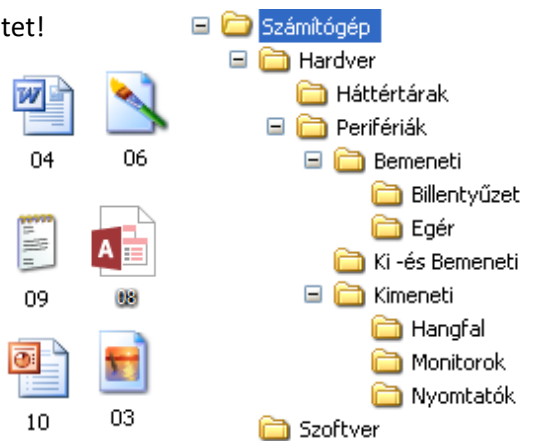 tet!
Számítógép
Hardver
Háttértárak
Perifériák
Bemeneti
Billentyűzet
Egér
Ki -és Bemeneti
Kimeneti
Hangfal
Monitorok
Nyomtatók
Szoftver
04 06
09 08
10 03